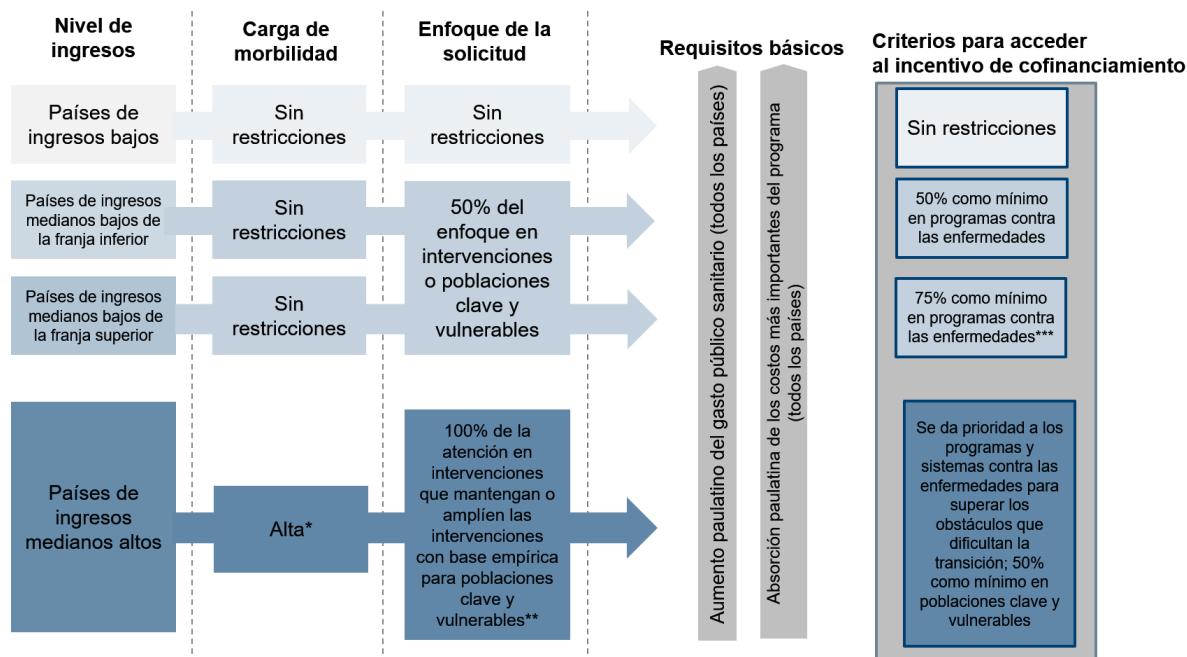 Nivel de
ingresos
Carga de
morbilidad
Enfoque de la
solicitud
Requisitos básicos
Criterios para acceder
al incentivo de cofinanciamiento
Países de
ingresos bajos
Sin
restricciones
Sin
restricciones
Sin restricciones
Países de ingresos
medianos bajos de
la franja inferior
Sin
restricciones
50% del
enfoque en
intervenciones
o poblaciones
clave y
vulnerables
50% como mínimo
en programas contra
las enfermedades
Países de ingresos
medianos bajos de
la franja superior
Sin
restricciones
75% como mínimo
en programas contra
las enfermedades***
Países de
ingresos
medianos altos
Alta*
100% de la
atención en
intervenciones
que mantengan o
amplíen las
intervenciones
con base empírica
para poblaciones
clave y
vulnerables**
Aumento paulatino del gasto público sanitario (todos los países)
Absorción paulatina de los costos más importantes del programa
(todos los países)
Se da prioridad a los
programas y
sistemas contra las
enfermedades para
superar los
obstáculos que
dificultan la
transición; 50%
como mínimo en
poblaciones clave y
vulnerables